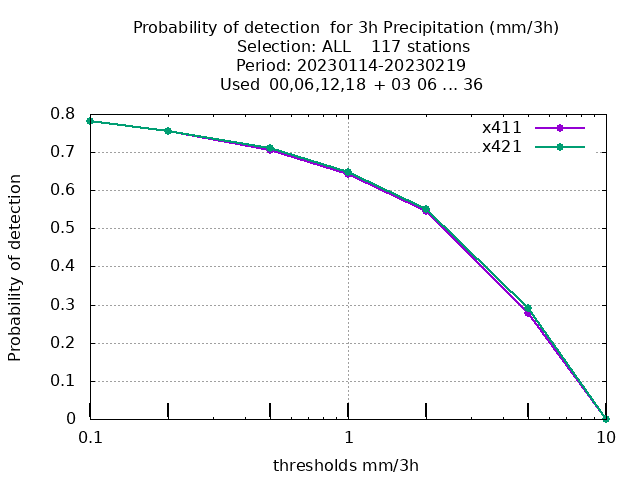 Probability of detection  for 3h Precipitation (mm/3h)
Selection: ALL    117 stations
Period: 20230114-20230219
Used  00,06,12,18  + 03 06 ... 36
x411
x421
Probability of detection
0.8
0.7
0.6
0.5
0.4
0.3
0.2
0.1
0
0.1 1 10
thresholds mm/3h